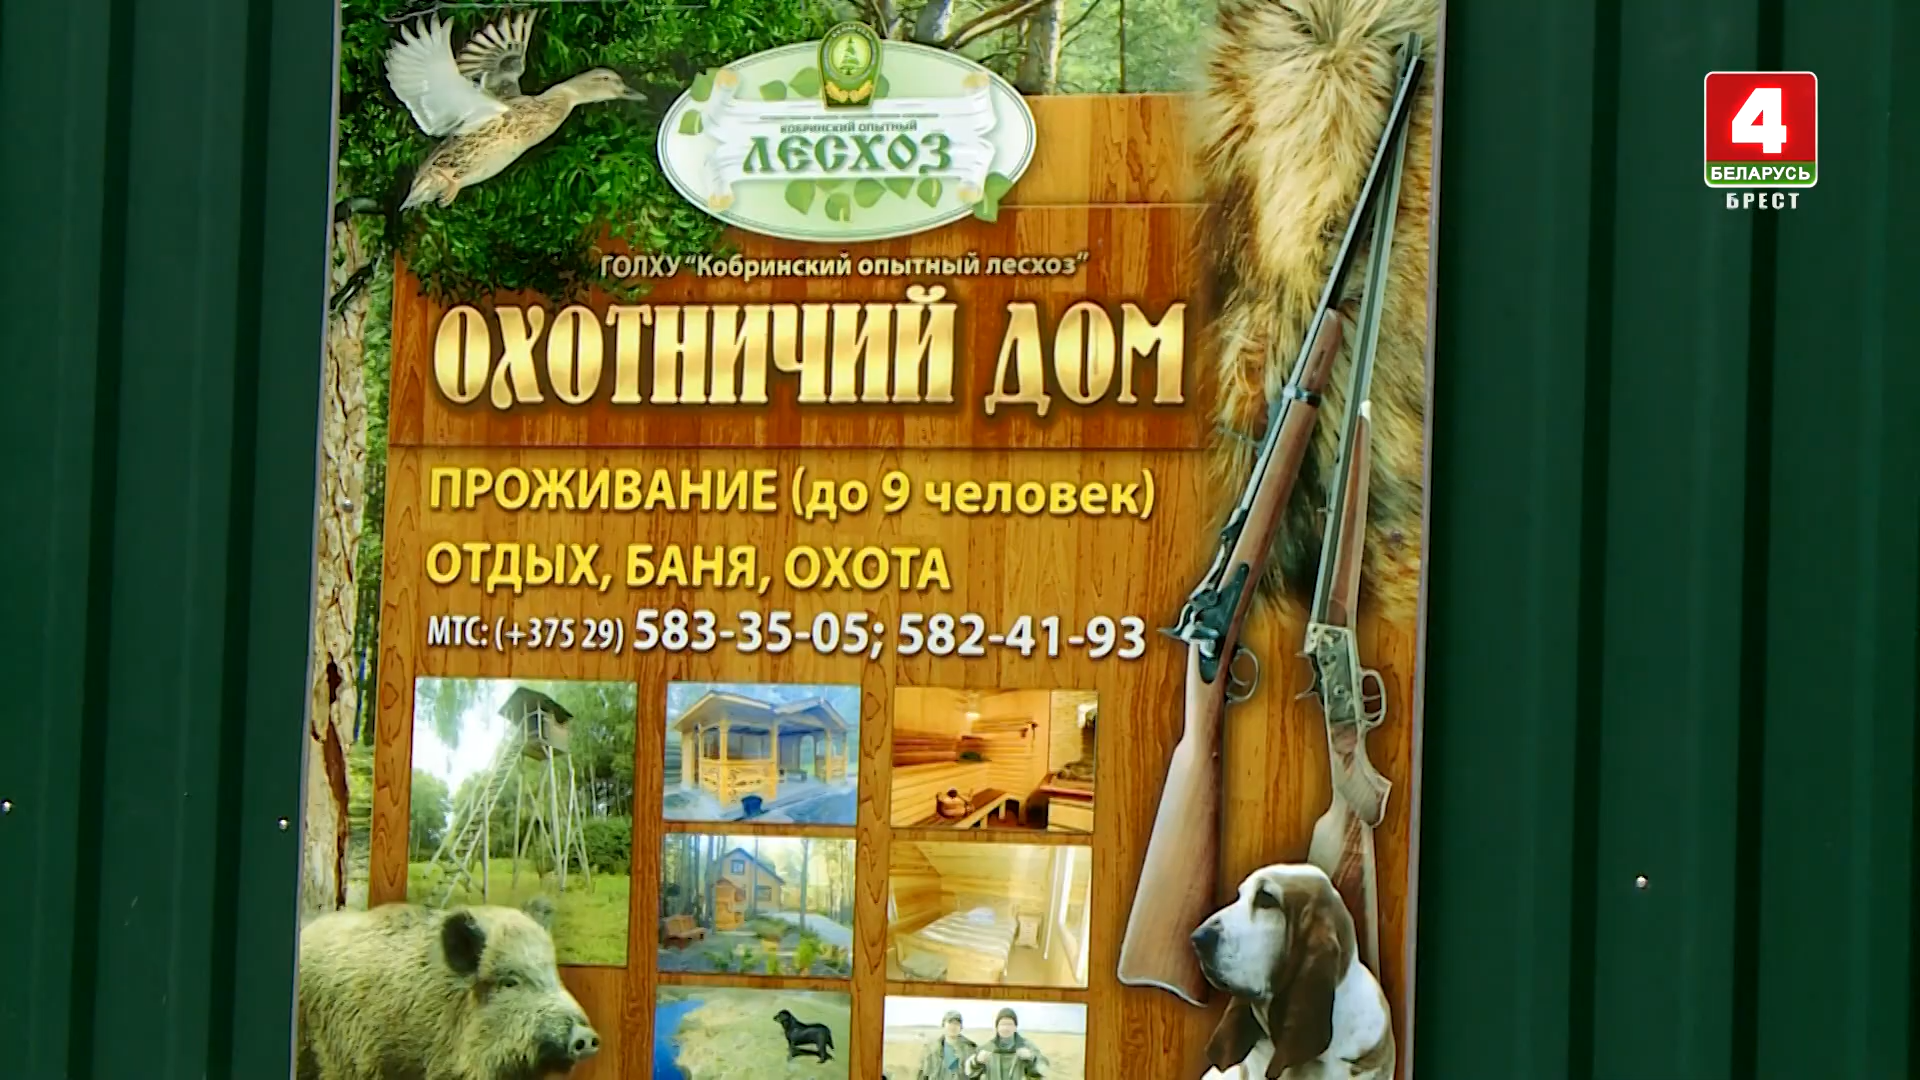 КОБРИНСКИЙ ОПЫТНЫЙ
ЛЕСХОЗ
ГОЛХУ “Кобринский опытный лесхоз”
ОХОТНИЧИЙ ДОМ
ПРОЖИВАНИЕ (до 9 человек)
ОТДЫХ, БАНЯ, ОХОТА
МТС: (+375 29) 583-35-05; 582-41-93
4
БЕЛАРУСЬ
БРЕСТ